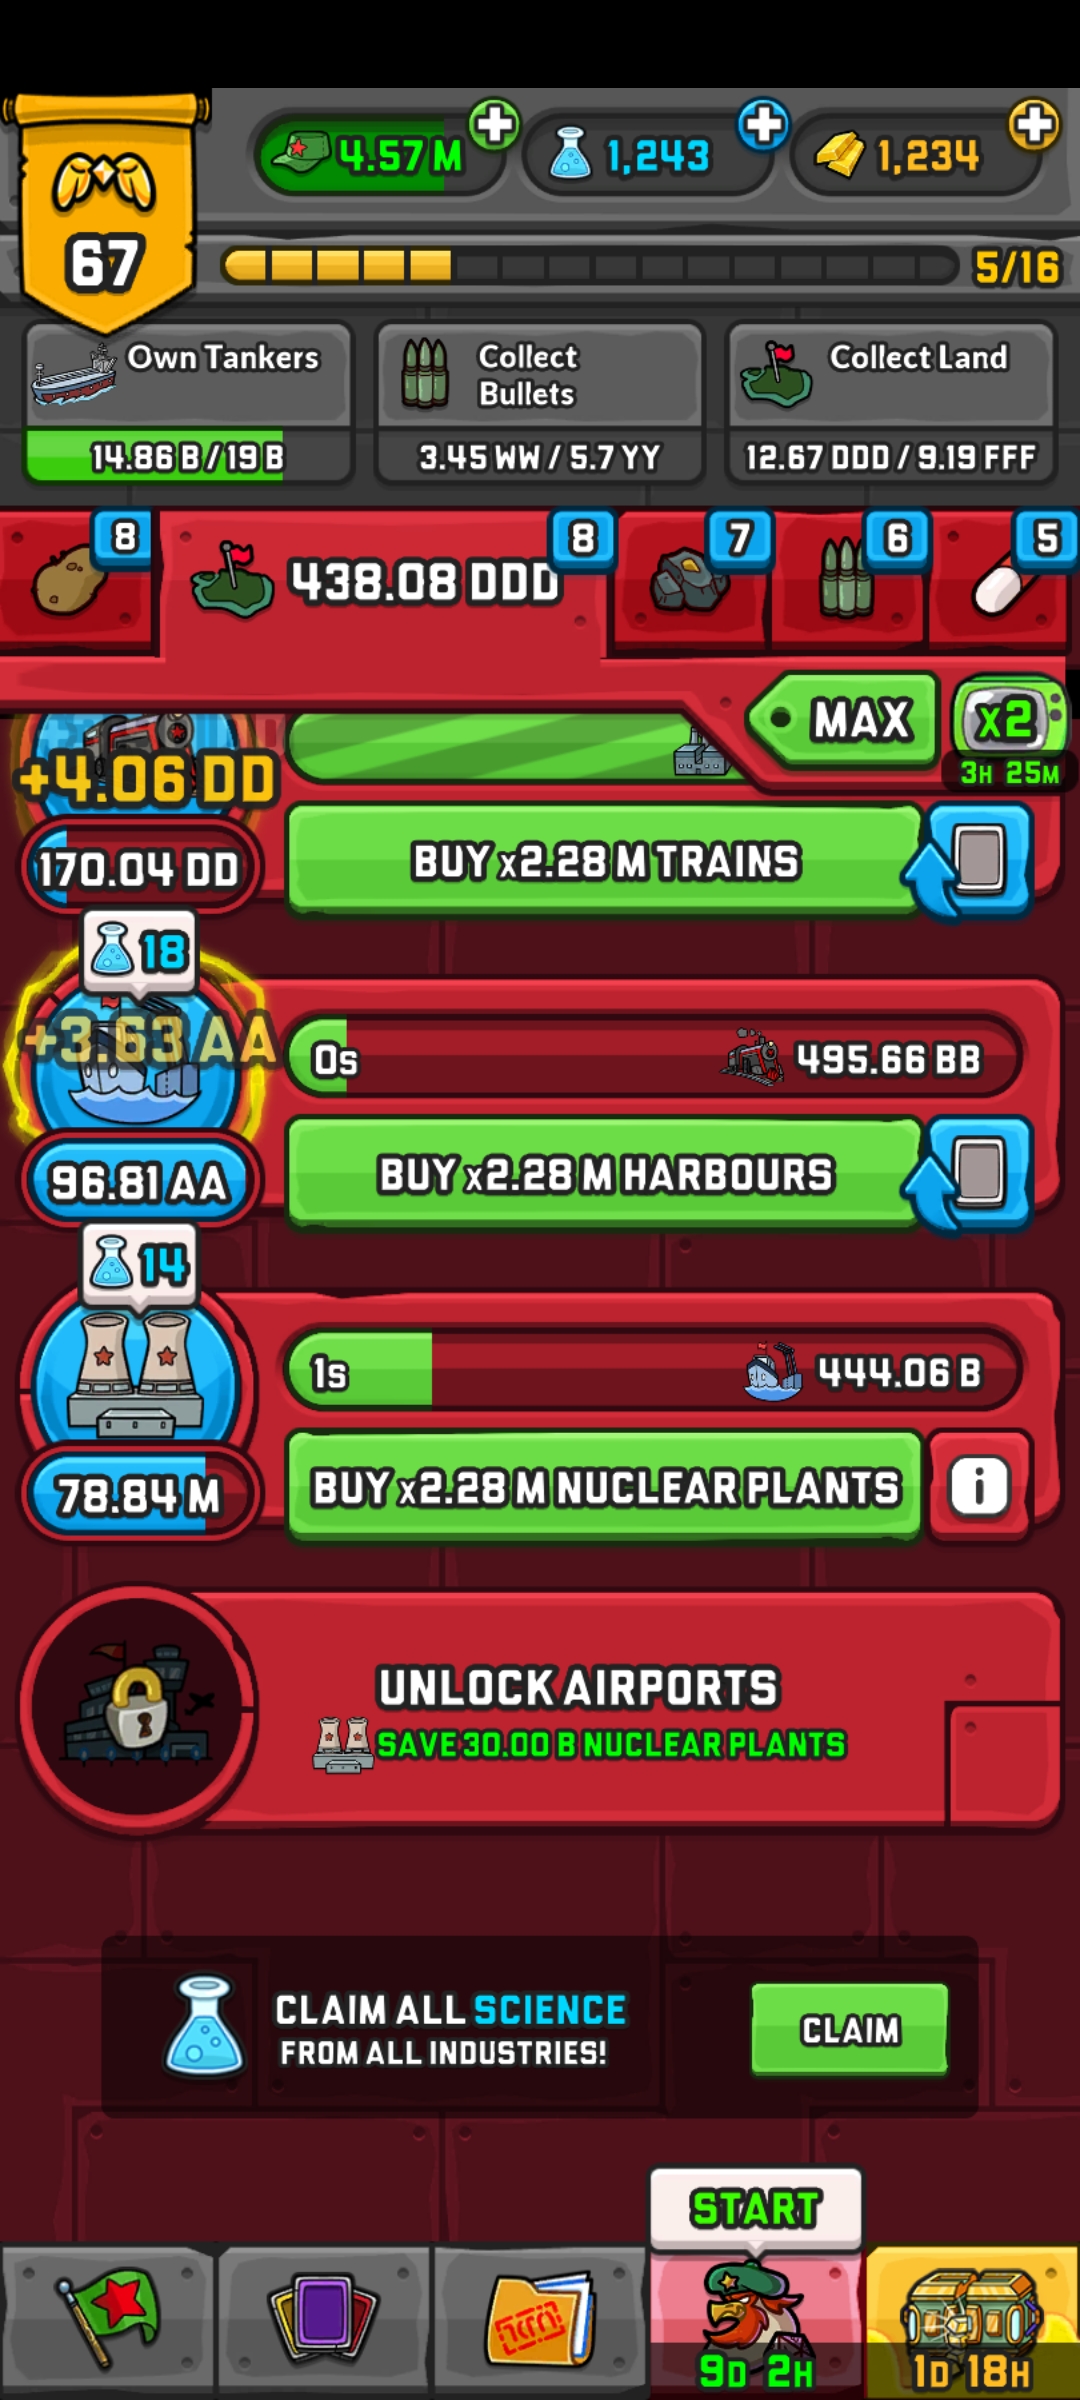 4.57 M
1,243
1,234
67
5/16
Own Tankers
14.86 B / 19 B
Collect
Bullets
3.45 WW / 5.7 YY
Collect Land
12.67 DDD / 9.19 FFF
8
438.08 DDD
8
7
6
5
MAX
x2
3H 25M
+4.06 DD
170.04 DD
BUY x2.28 M TRAINS
18
+3.63 AA
0s
495.66 BB
96.81 AA
BUY x2.28 M HARBOURS
14
1s
444.06 B
78.84 M
BUY x2.28 M NUCLEAR PLANTS
i
UNLOCK AIRPORTS
SAVE 30.00 B NUCLEAR PLANTS
CLAIM ALL SCIENCE
FROM ALL INDUSTRIES!
CLAIM
START
9D 2H
1D 18H